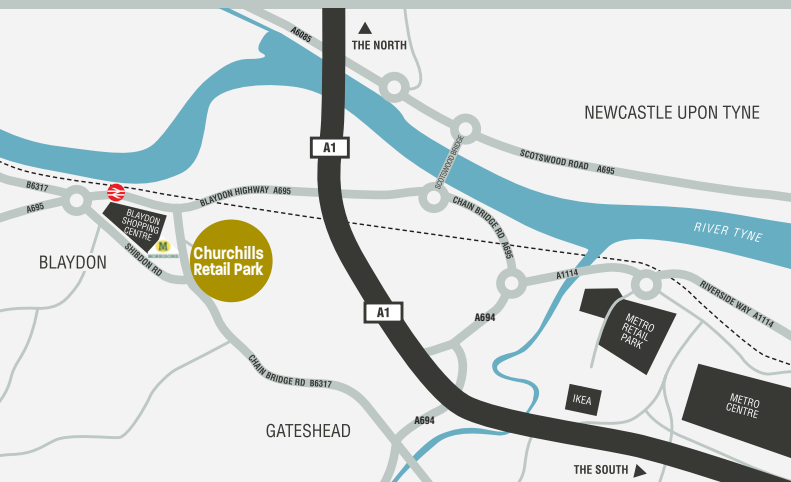 A6085
THE NORTH
NEWCASTLE UPON TYNE
A1
SCOTSWOOD BRIDGE
SCOTSWOOD ROAD A695
B6317
A695
BLAYDON HIGHWAY A695
CHAIN BRIDGE RD A695
RIVER TYNE
BLAYDON
SHOPPING
CENTRE
M
SHIBDON RD
BLAYDON
Churchills
Retail Park
A1114
RIVERSIDE WAY A1114
A1
A694
METRO
RETAIL
PARK
CHAIN BRIDGE RD B6317
IKEA
METRO
CENTRE
A694
GATESHEAD
THE SOUTH